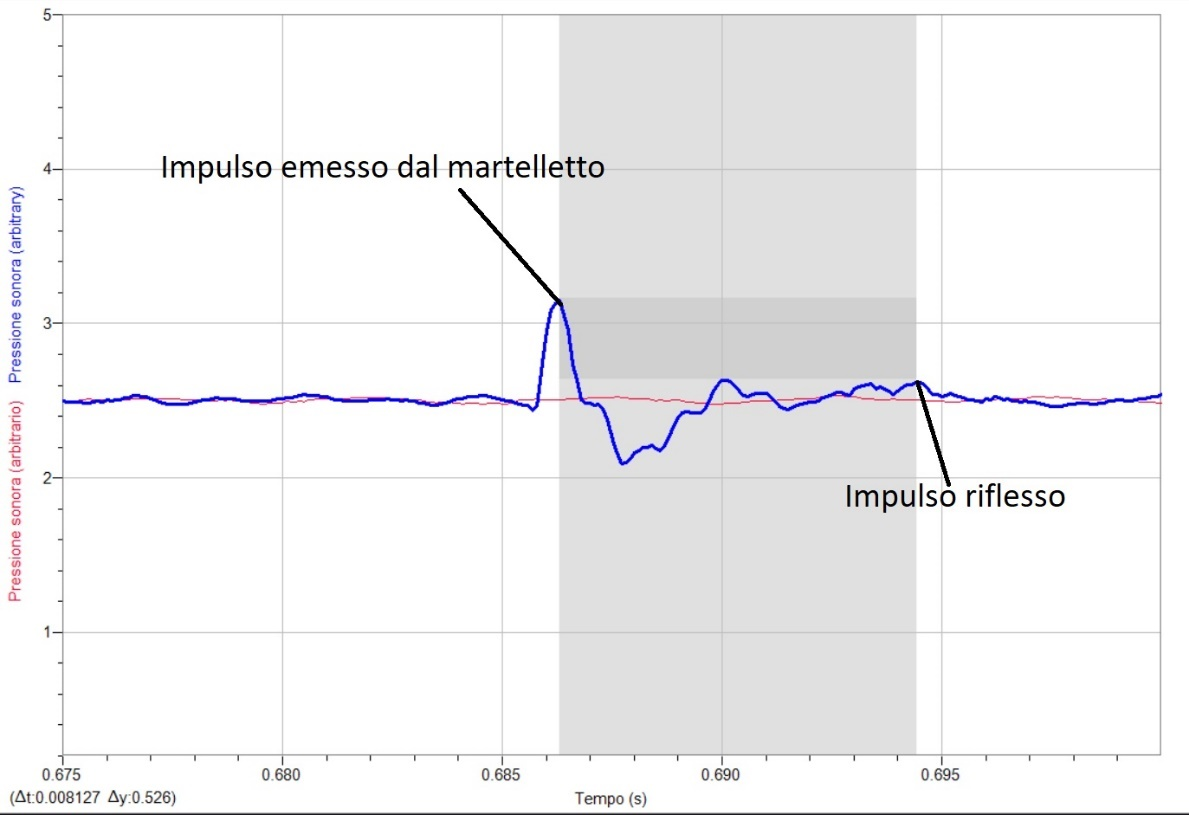 5
Impulso emesso dal martelletto
4
3
2
Impulso riflesso
1
Pressione sonora (arbitrary)
Pressione sonora (arbitrario)
0.675 0.680 0.685 0.690 0.695
(Δt:0.008127 Δy:0.526) Tempo (s)